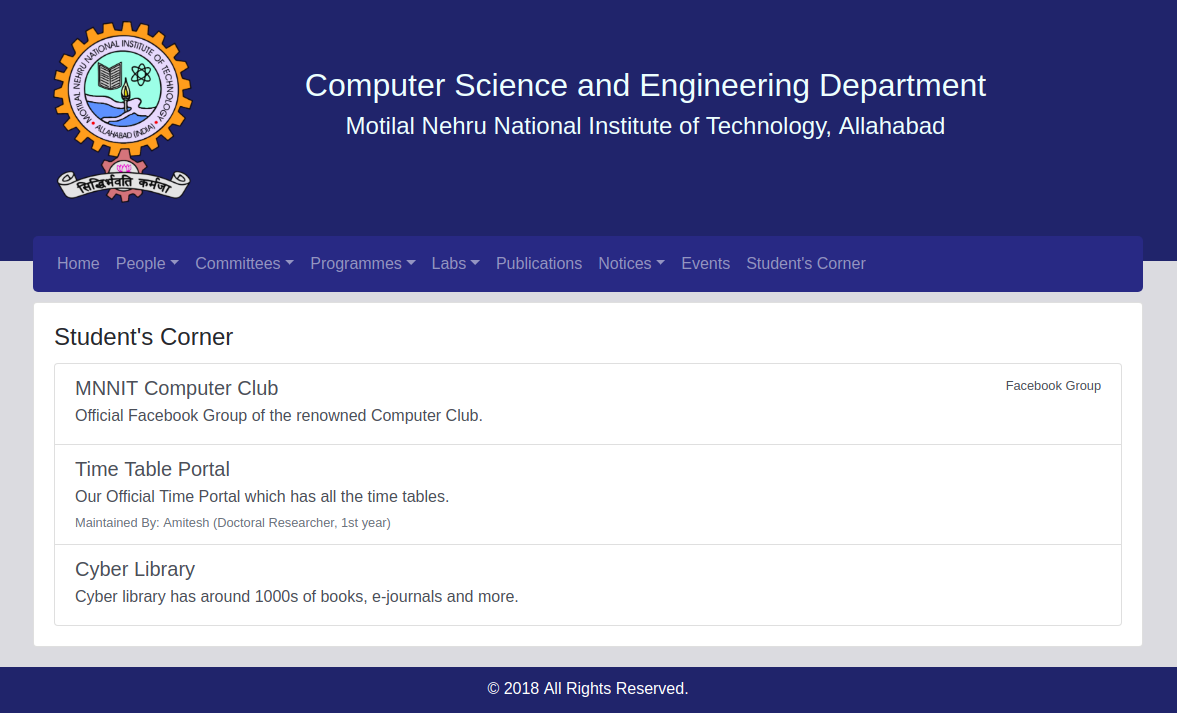 MOTILAL NEHRU NATIONAL INSTITUTE OF TECHNOLOGY
ALLAHABAD (INDIA)
सिद्धिर्भवति कर्मजा
Computer Science and Engineering Department
Motilal Nehru National Institute of Technology, Allahabad
Home People Committees Programmes Labs Publications Notices Events Student's Corner
Student's Corner
MNNIT Computer Club Facebook Group
Official Facebook Group of the renowned Computer Club.
Time Table Portal
Our Official Time Portal which has all the time tables.
Maintained By: Amitesh (Doctoral Researcher, 1st year)
Cyber Library
Cyber library has around 1000s of books, e-journals and more.
© 2018 All Rights Reserved.